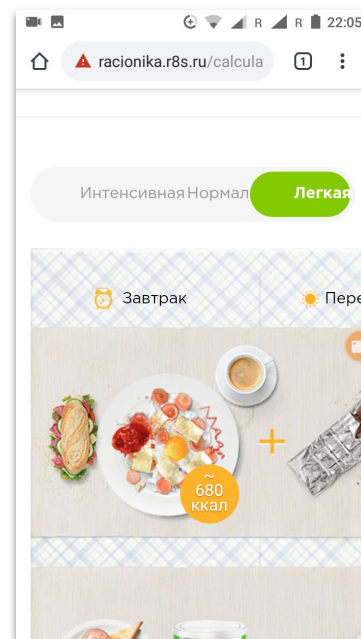 R R 22:05
racionika.r8s.ru/calcula 1
Интенсивная Нормал Легкая
Завтрак Пере
~
680
ккал